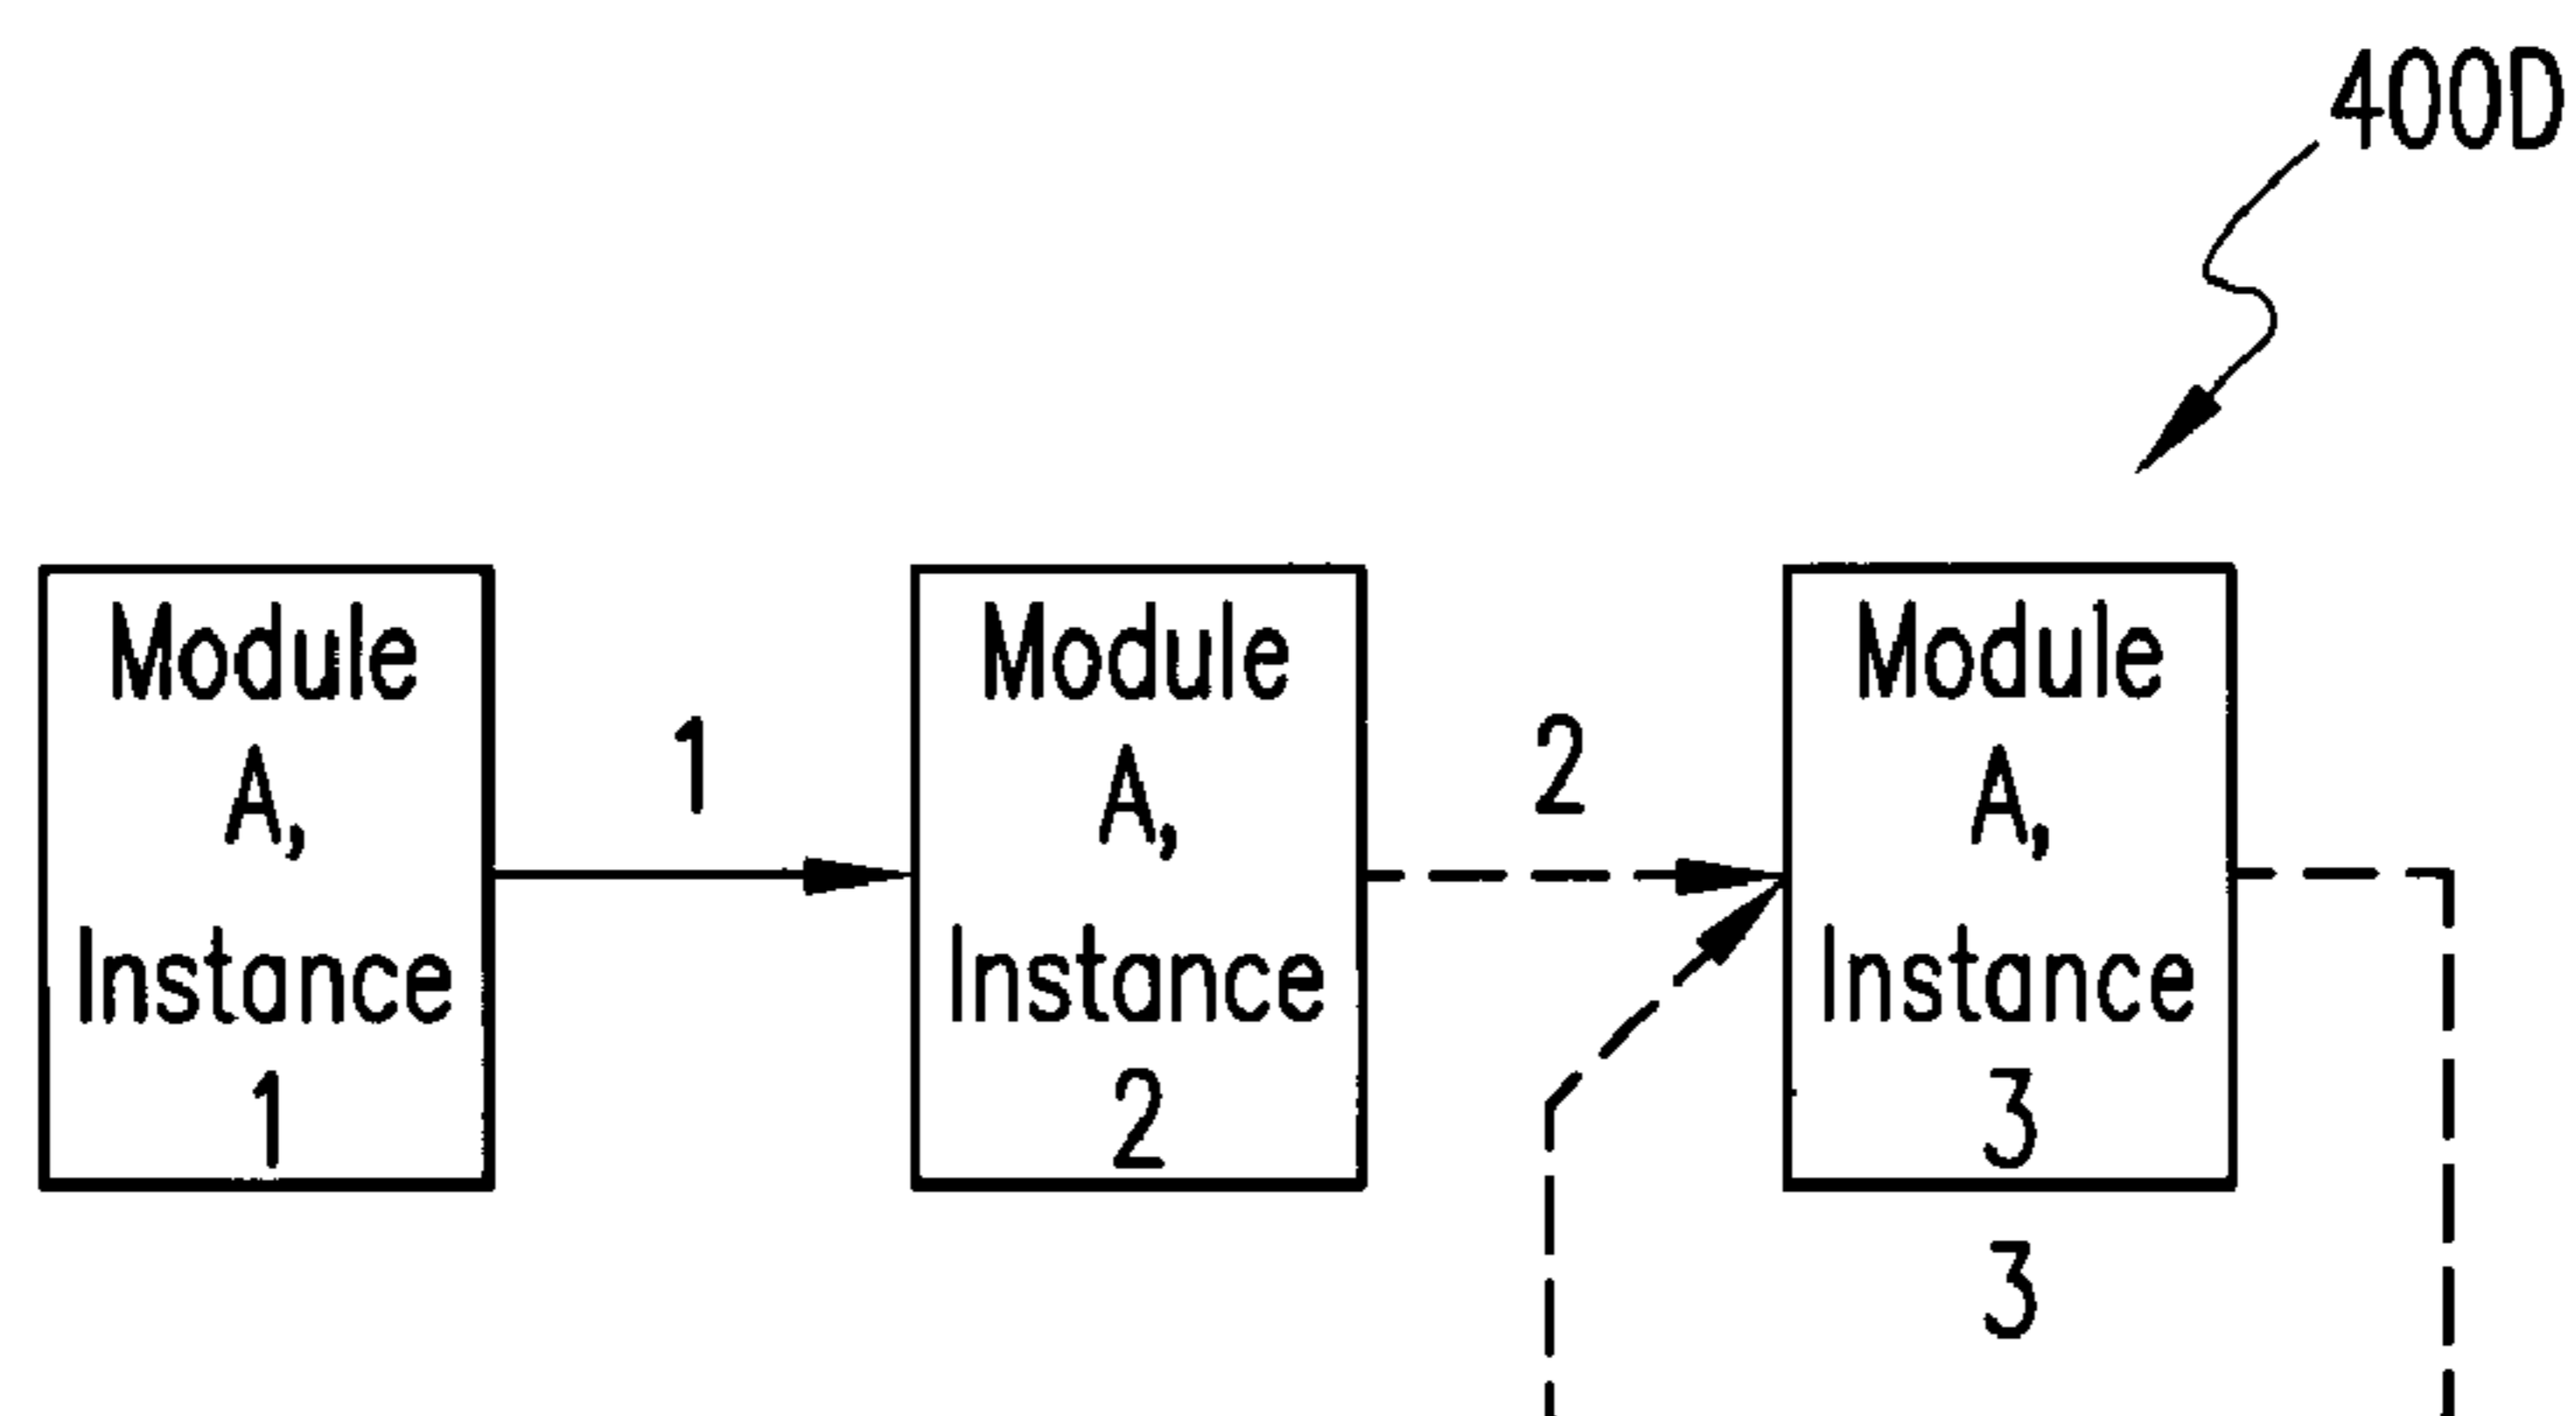 400D
Module
A,
Instance
1
1
Module
A,
Instance
2
2
Module
A,
Instance
3
3